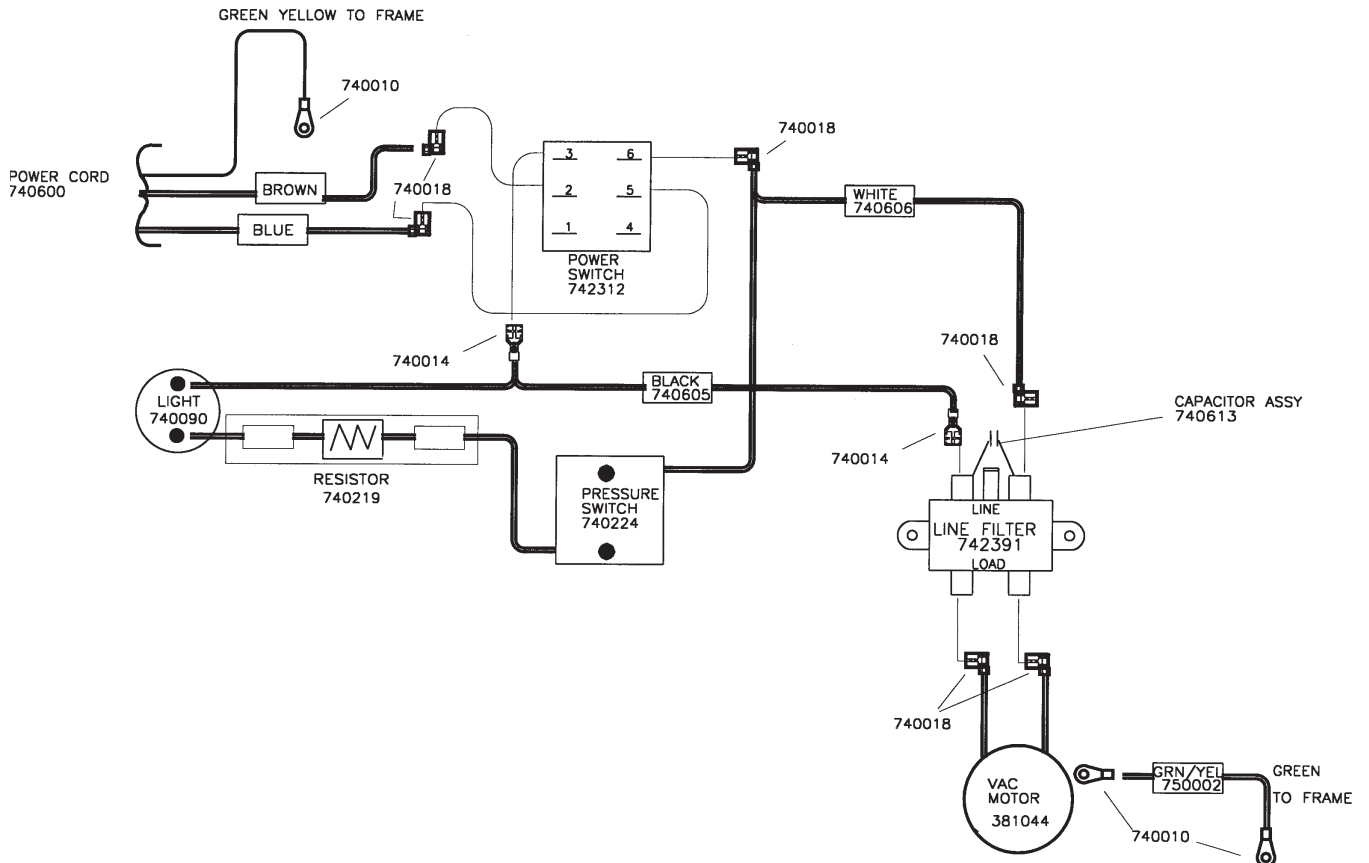 GREEN YELLOW TO FRAME
740010
POWER CORD
740600
BROWN
BLUE
740018
3 6
2 5
1 4
POWER
SWITCH
742312
740018
WHITE
740606
740014
740018
LIGHT
740090
BLACK
740605
CAPACITOR ASSY
740613
RESISTOR
740219
PRESSURE
SWITCH
740224
740014
LINE
LINE FILTER
742391
LOAD
740018
VAC
MOTOR
381044
GRN/YEL
750002
GREEN
TO FRAME
740010